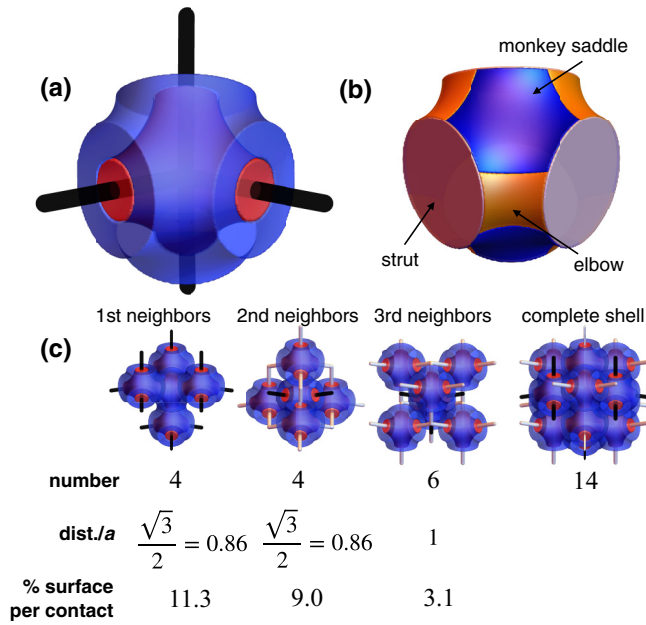 (a)
(b)
monkey saddle
strut
elbow
(c)
1st neighbors 2nd neighbors 3rd neighbors complete shell
number 4 4 6 14
dist./a √3/2 = 0.86 √3/2 = 0.86 1
% surface
per contact 11.3 9.0 3.1